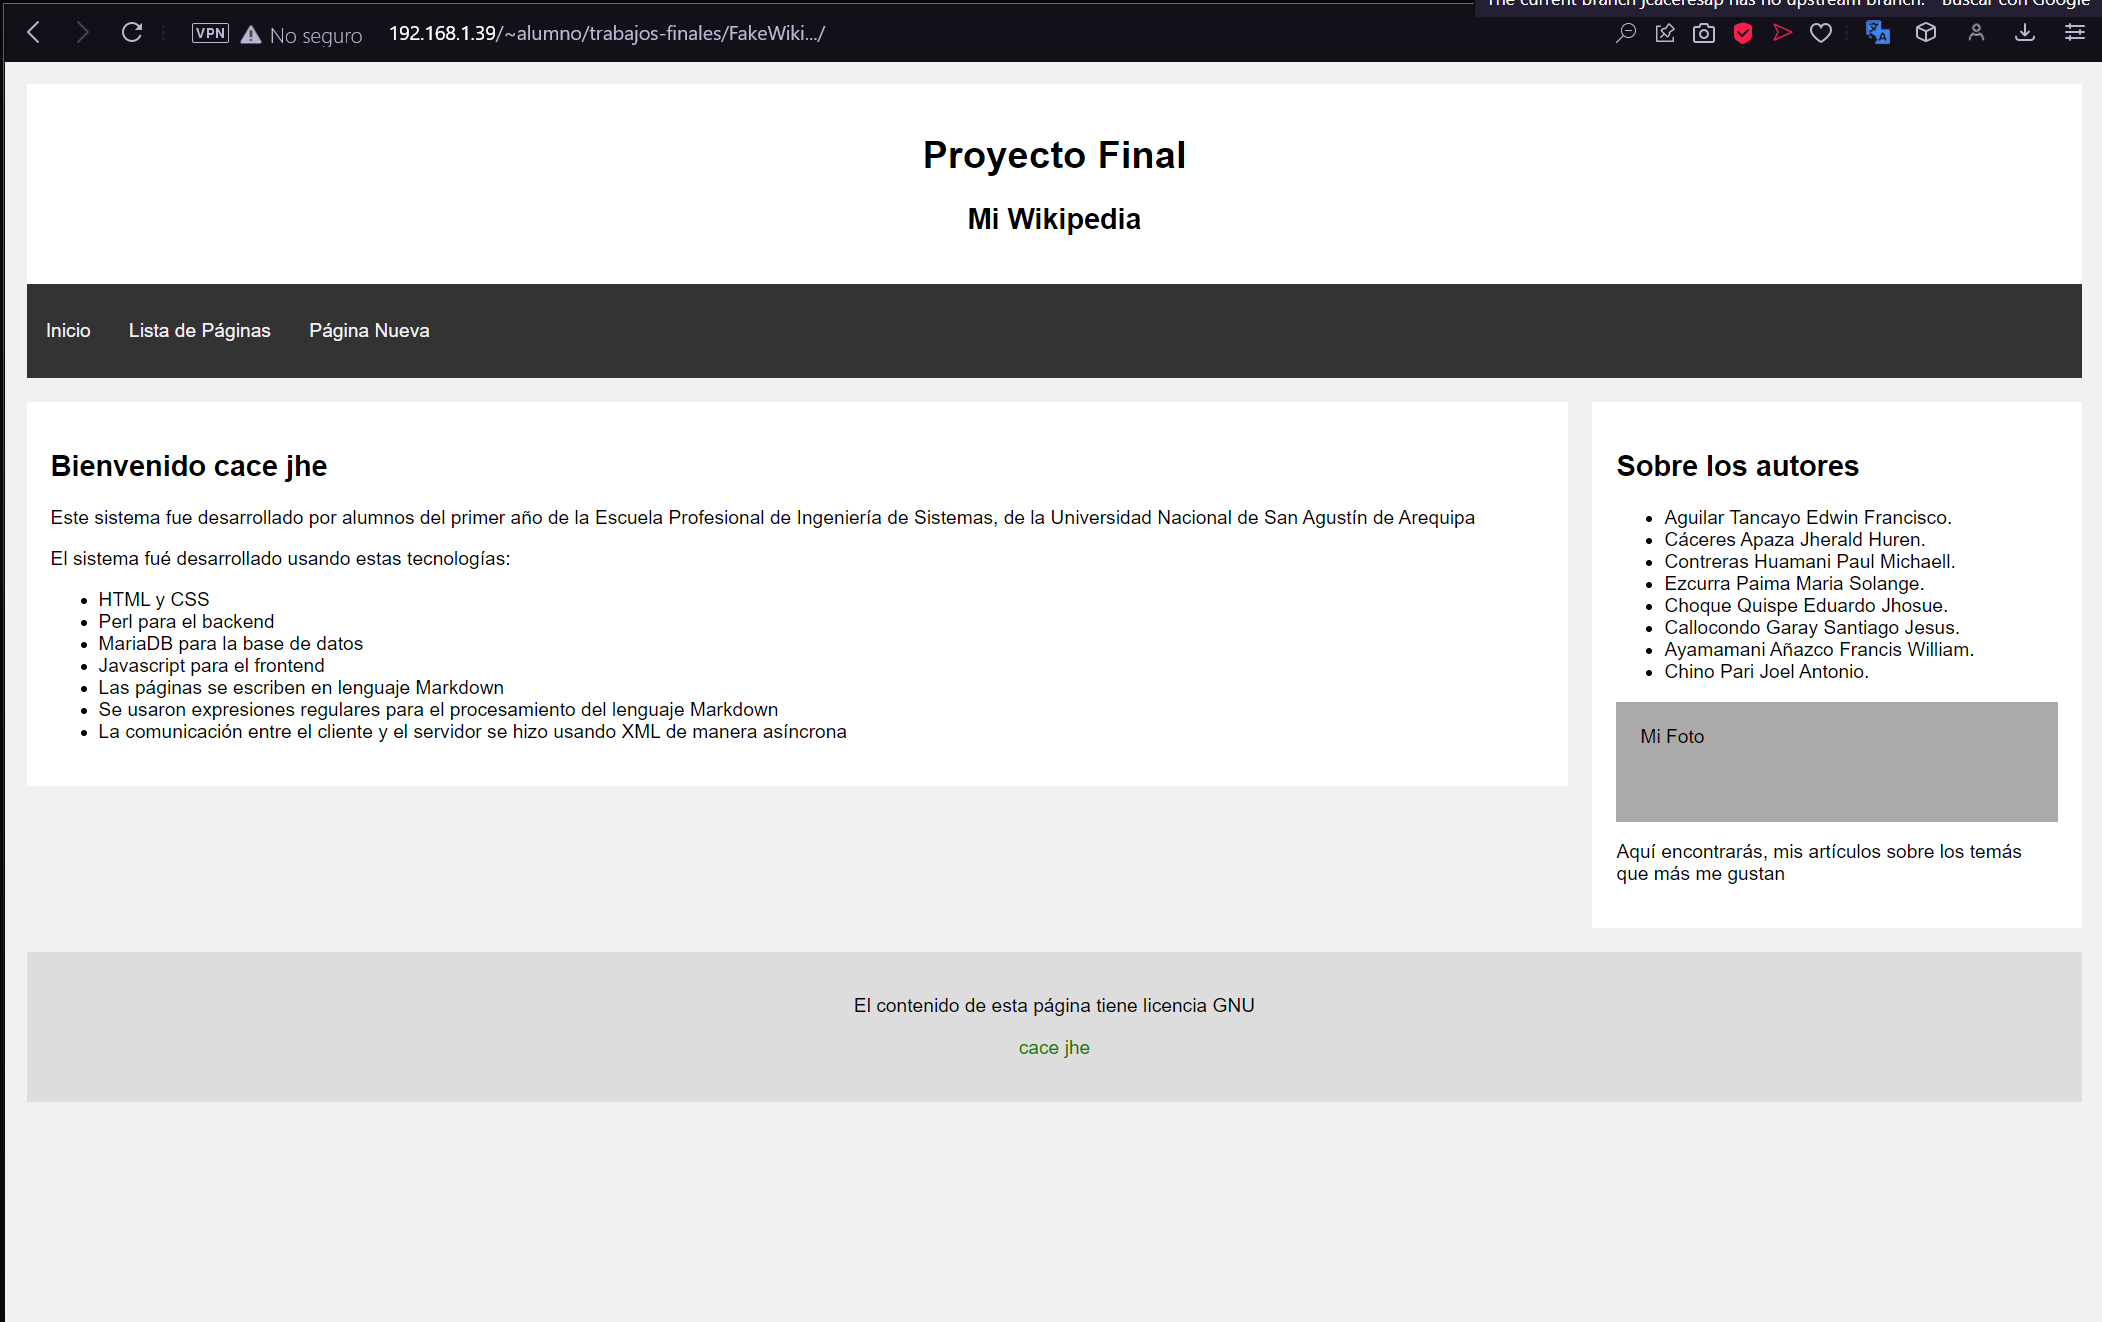 The current branch jcaceresap has no upstream branch." Buscar con Google
VPN No seguro 192.168.1.39/~alumno/trabajos-finales/FakeWiki.../
Proyecto Final
Mi Wikipedia
Inicio Lista de Páginas Página Nueva
Bienvenido cace jhe
Este sistema fue desarrollado por alumnos del primer año de la Escuela Profesional de Ingeniería de Sistemas, de la Universidad Nacional de San Agustín de Arequipa
El sistema fué desarrollado usando estas tecnologías:
HTML y CSS
Perl para el backend
MariaDB para la base de datos
Javascript para el frontend
Las páginas se escriben en lenguaje Markdown
Se usaron expresiones regulares para el procesamiento del lenguaje Markdown
La comunicación entre el cliente y el servidor se hizo usando XML de manera asíncrona
Sobre los autores
Aguilar Tancayo Edwin Francisco.
Cáceres Apaza Jherald Huren.
Contreras Huamani Paul Michaell.
Ezcurra Paima Maria Solange.
Choque Quispe Eduardo Jhosue.
Callocondo Garay Santiago Jesus.
Ayamamani Añazco Francis William.
Chino Pari Joel Antonio.
Mi Foto
Aquí encontrarás, mis artículos sobre los temás
que más me gustan
El contenido de esta página tiene licencia GNU
cace jhe